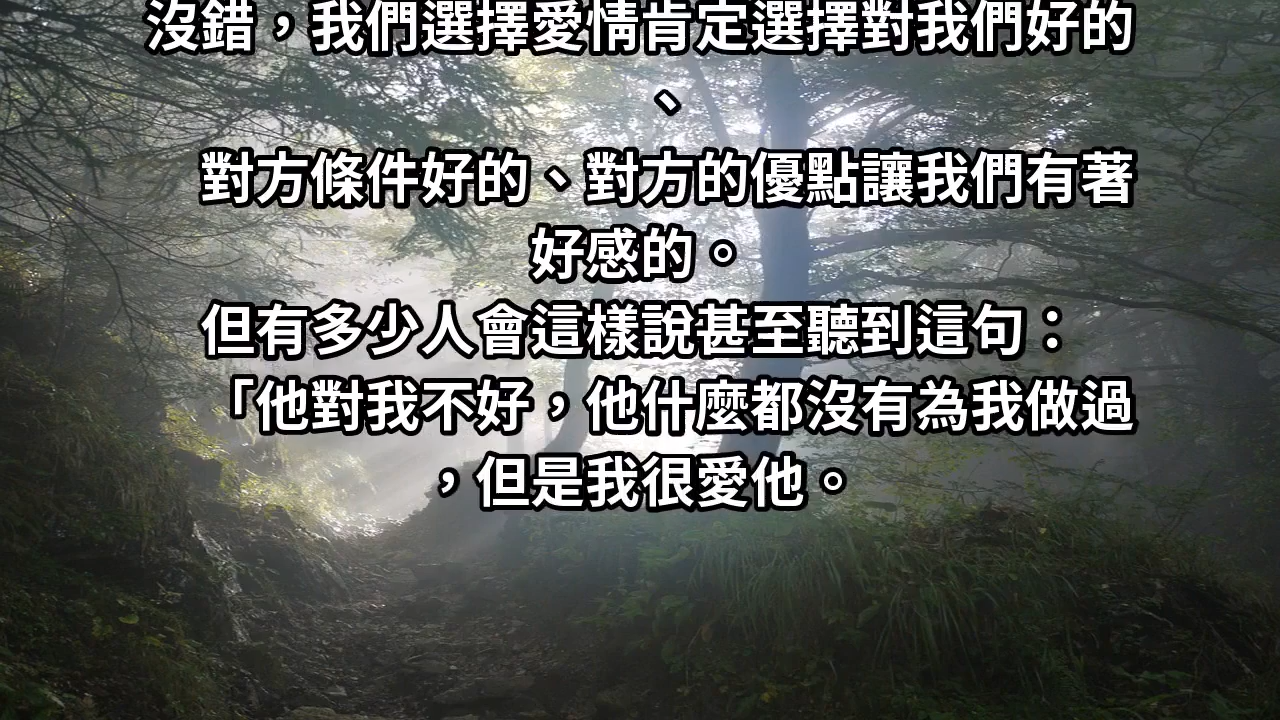 沒錯，我們選擇愛情肯定選擇對我們好的
、
對方條件好的、對方的優點讓我們有著
好感的。
但有多少人會這樣說甚至聽到這句：
「他對我不好，他什麼都沒有為我做過
，但是我很愛他。